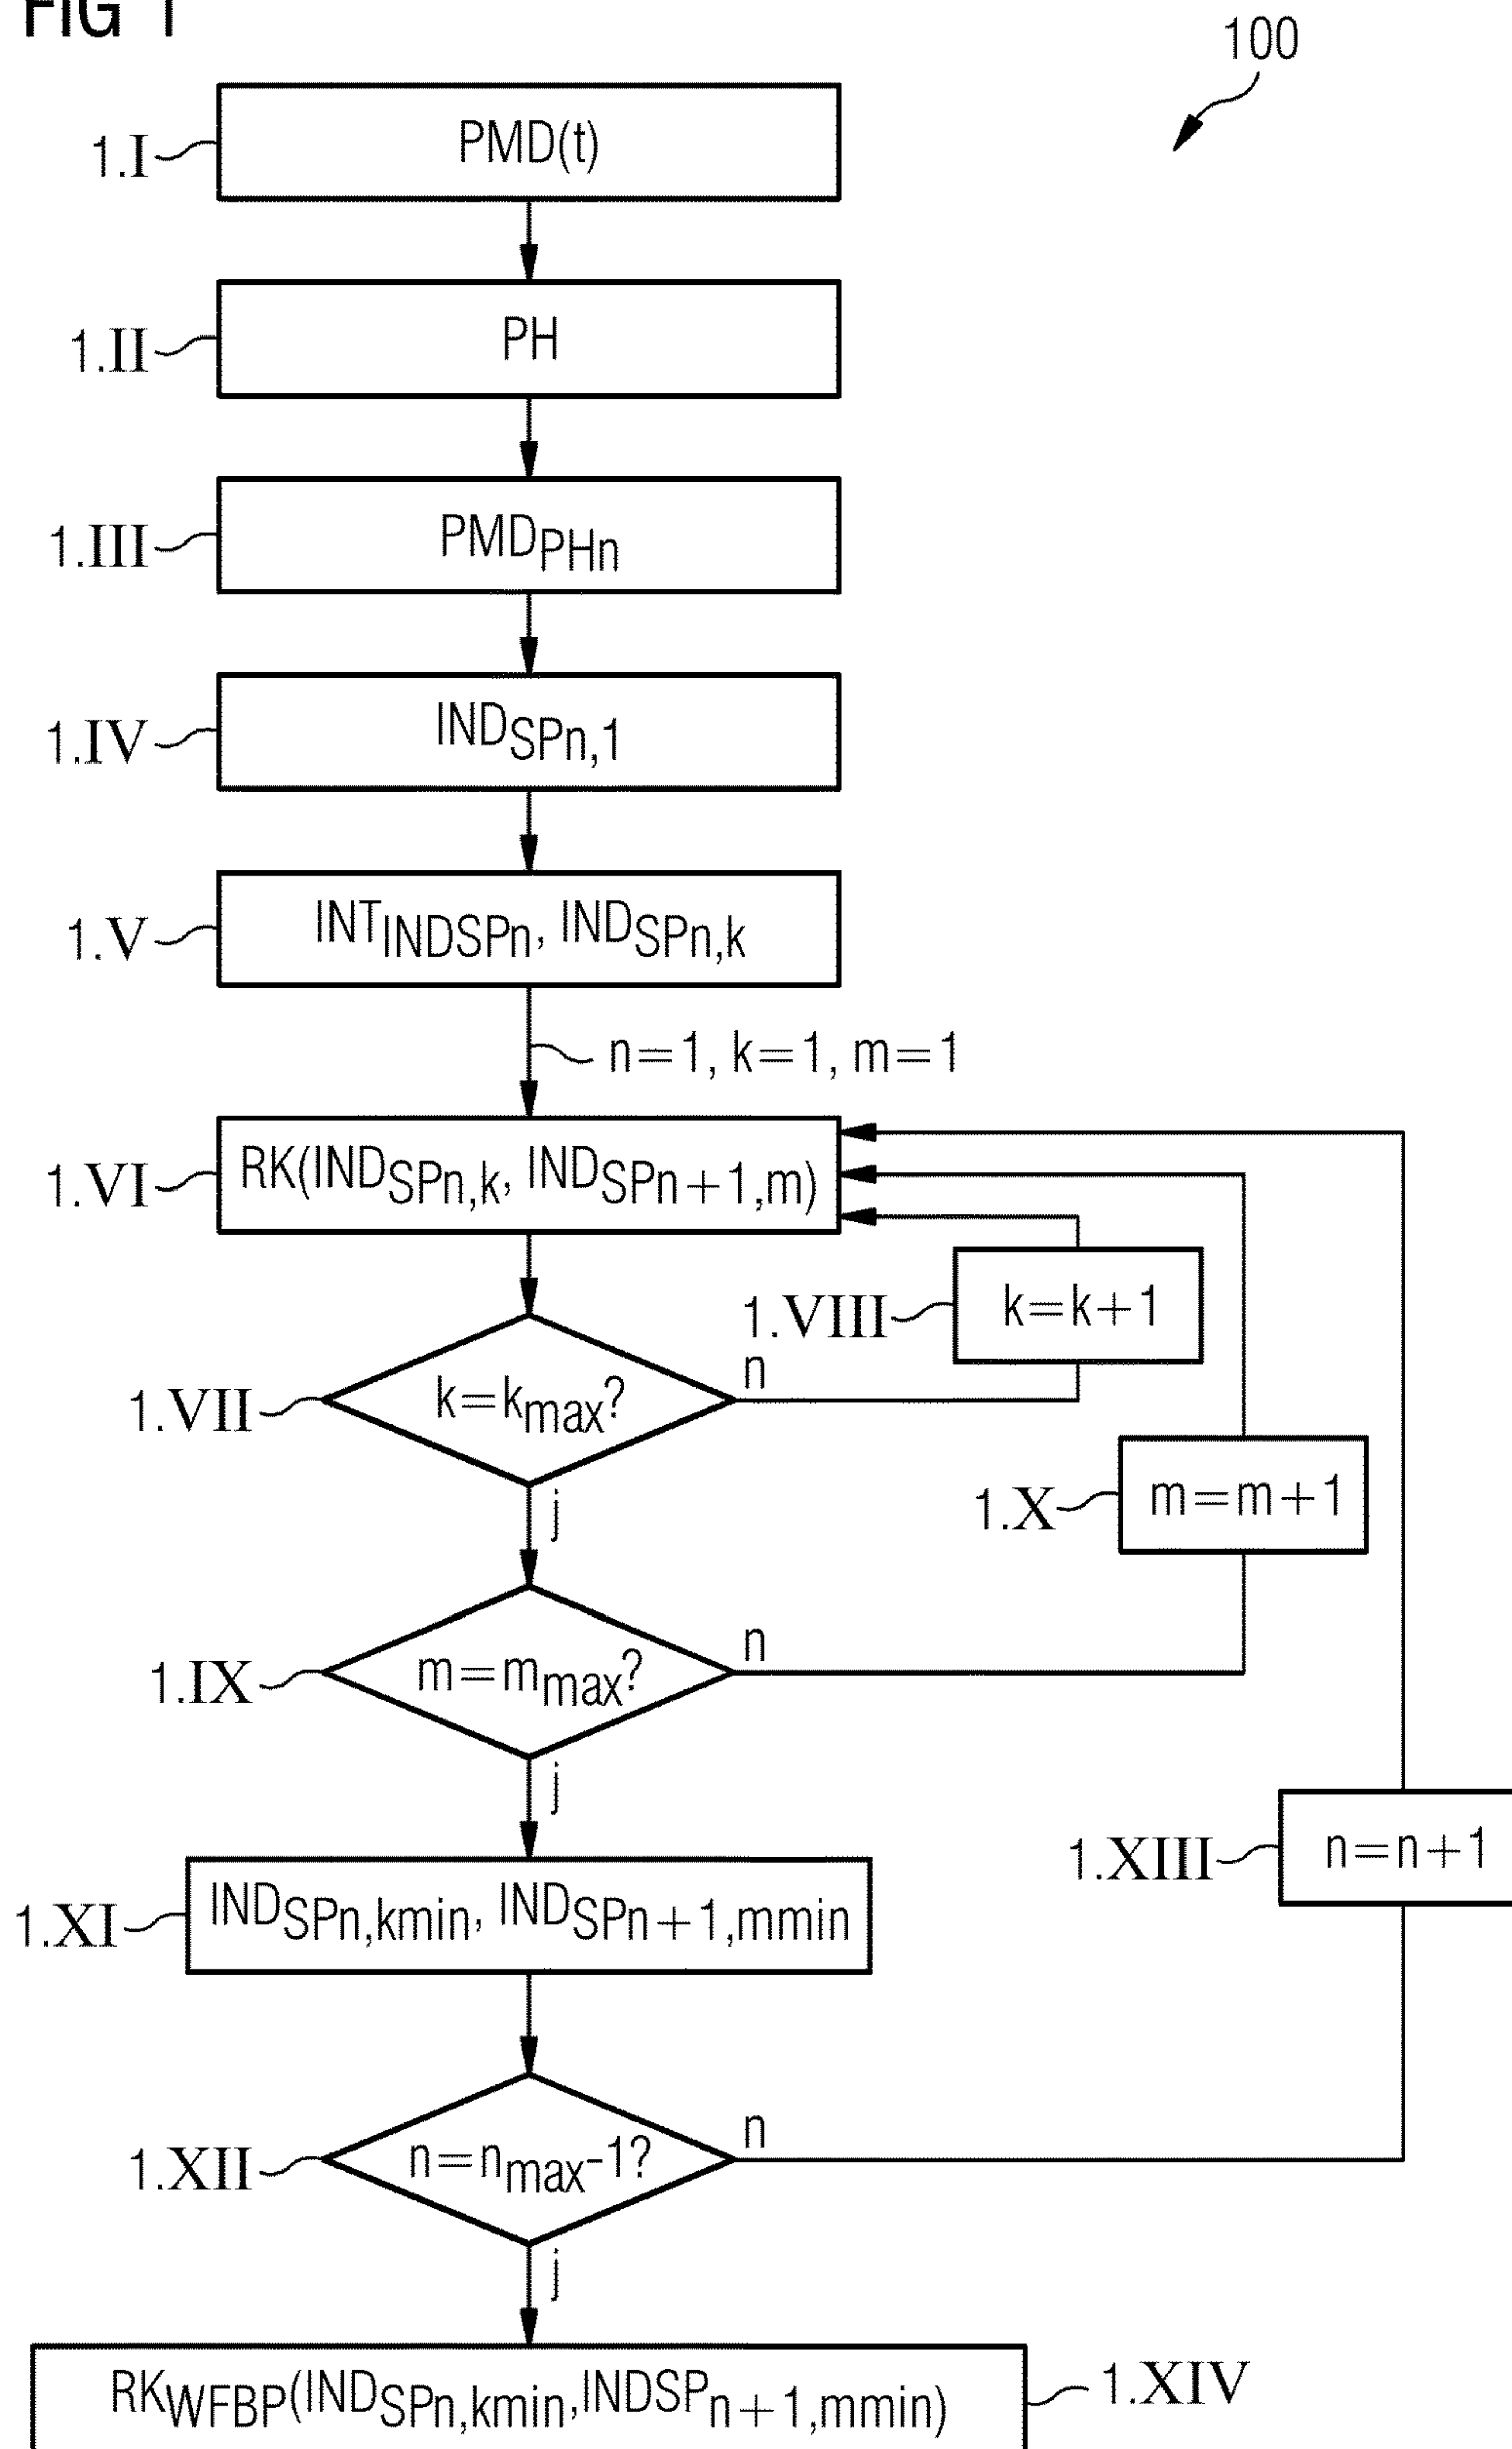 FIG 1
100
1.I
PMD(t)
1.II
PH
1.III
PMDPHn
1.IV
INDSPn,1
1.V
INTINDSPn, INDSPn,k
n=1, k=1, m=1
1.VI
RK(INDSPn,k, INDSPn+1,m)
1.VIII
k=k+1
1.VII
k=kmax?
n
j
1.X
m=m+1
1.IX
m=mmax?
n
j
1.XIII
n=n+1
1.XI
INDSPn,kmin, INDSPn+1,mmin
1.XII
n=nmax-1?
n
j
RKWFBP(INDSPn,kmin,INDSPn+1,mmin)
1.XIV